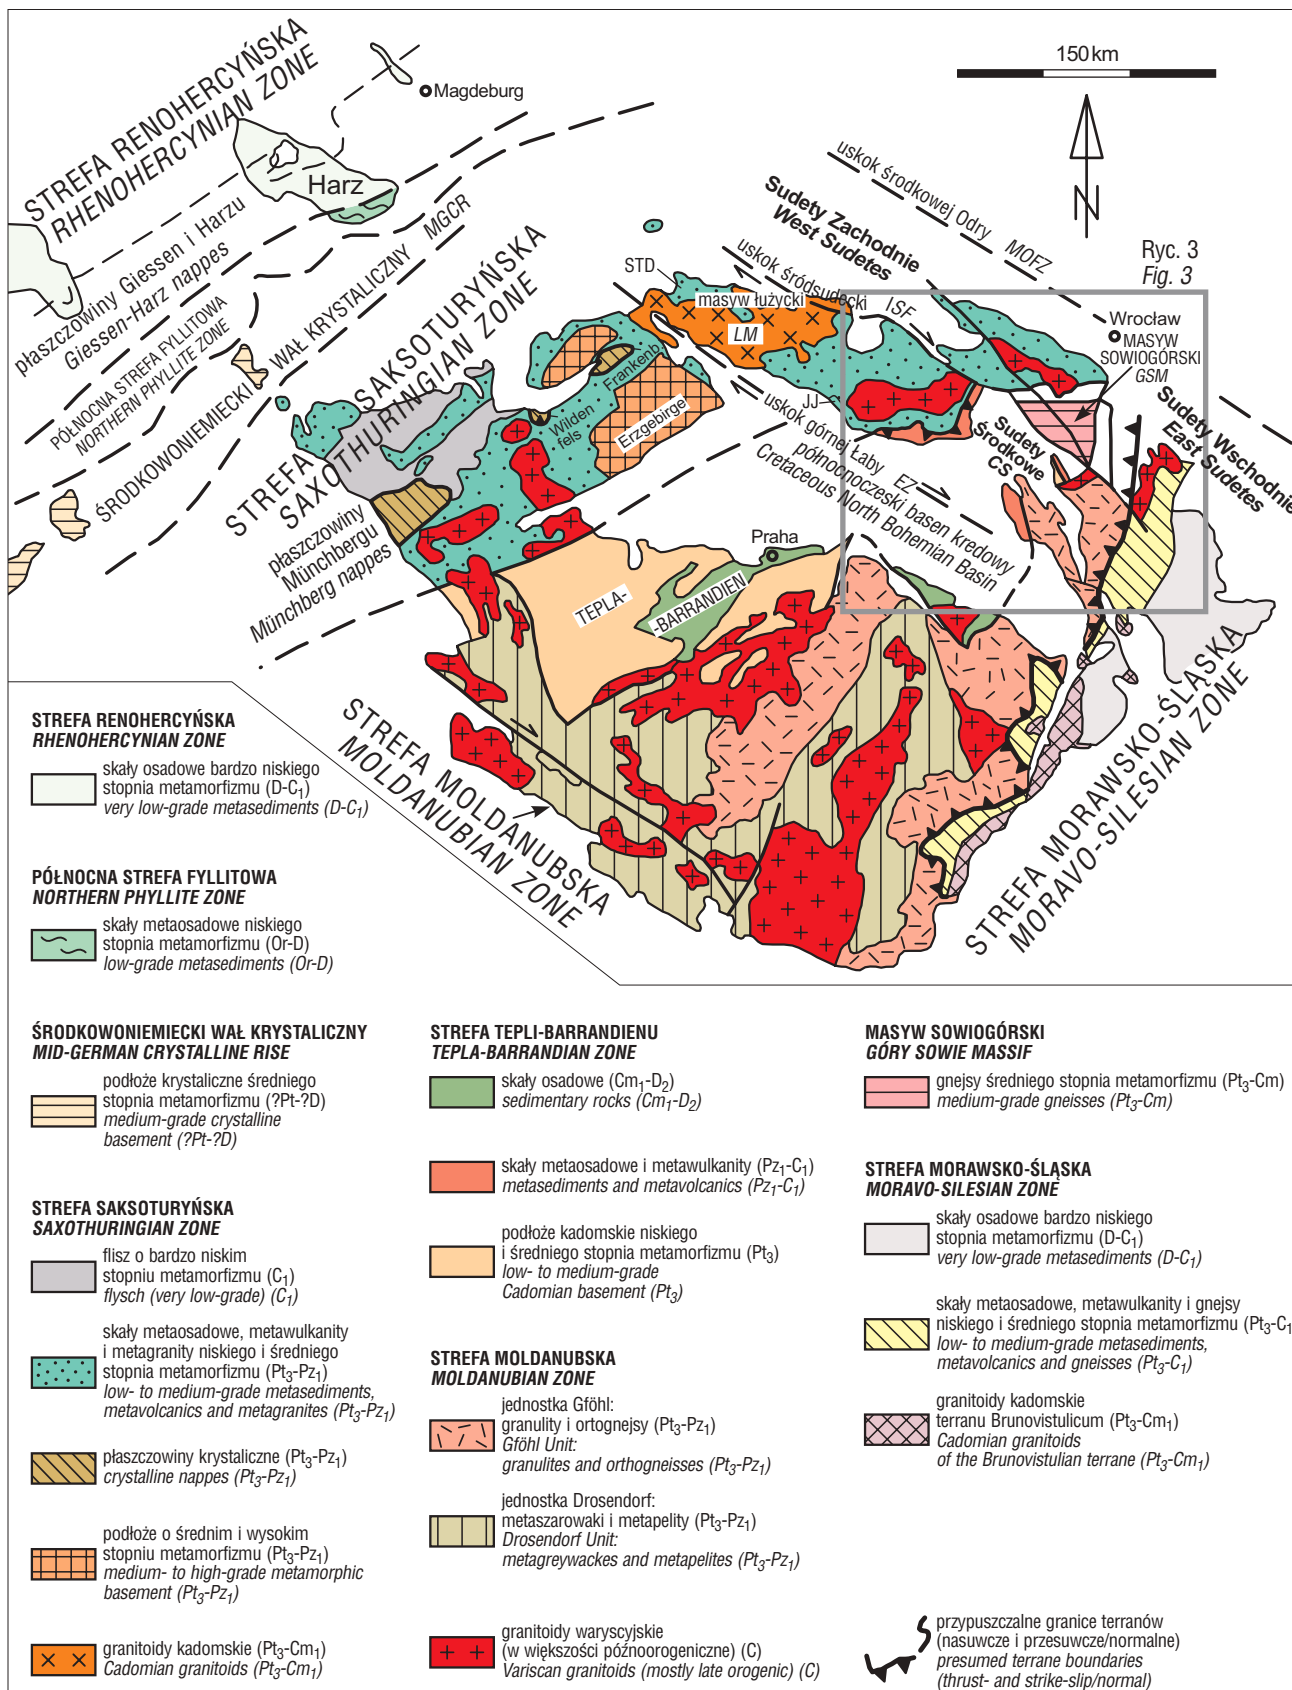 150 km
N
Ryc. 3
Fig. 3
STREFA RENOHERCYŃSKA
RHENOHERCYNIAN ZONE
Magdeburg
Harz
płaszczowiny Giessen i Harzu
Giessen-Harz nappes
PÓŁNOCNA STREFA FYLLITOWA
NORTHERN PHYLLITE ZONE
ŚRODKOWONIEMIECKI WAŁ KRYSTALICZNY MGCR
STREFA SAKSOTURYŃSKA
SAXOTHURINGIAN ZONE
płaszczowiny
Münchbergu
Münchberg nappes
Wilden
fels
Frankenb.
Erzgebirge
STD
masyw łużycki
LM
uskok środkowej Odry MOFZ
Sudety Zachodnie
West Sudetes
uskok śródsudecki ISF
Wrocław
MASYW
SOWIOGÓRSKI
GSM
JJ
Sudety
Środkowe
CS
Sudety Wschodnie
East Sudetes
uskok górnej Łaby EZ
północnoczeski basen kredowy
Cretaceous North Bohemian Basin
Praha
TEPLA-
-BARRANDIEN
STREFA MOLDANUBSKA
MOLDANUBIAN ZONE
STREFA MORAWSKO-ŚLĄSKA
MORAVO-SILESIAN ZONE
STREFA RENOHERCYŃSKA
RHENOHERCYNIAN ZONE
skały osadowe bardzo niskiego
stopnia metamorfizmu (D-C₁)
very low-grade metasediments (D-C₁)
PÓŁNOCNA STREFA FYLLITOWA
NORTHERN PHYLLITE ZONE
skały metaosadowe niskiego
stopnia metamorfizmu (Or-D)
low-grade metasediments (Or-D)
ŚRODKOWONIEMIECKI WAŁ KRYSTALICZNY
MID-GERMAN CRYSTALLINE RISE
podłoże krystaliczne średniego
stopnia metamorfizmu (?Pt-?D)
medium-grade crystalline
basement (?Pt-?D)
STREFA SAKSOTURYŃSKA
SAXOTHURINGIAN ZONE
flisz o bardzo niskim
stopniu metamorfizmu (C₁)
flysch (very low-grade) (C₁)
skały metaosadowe, metawulkanity
i metagranity niskiego i średniego
stopnia metamorfizmu (Pt₃-Pz₁)
low- to medium-grade metasediments,
metavolcanics and metagranites (Pt₃-Pz₁)
płaszczowiny krystaliczne (Pt₃-Pz₁)
crystalline nappes (Pt₃-Pz₁)
podłoże o średnim i wysokim
stopniu metamorfizmu (Pt₃-Pz₁)
medium- to high-grade metamorphic
basement (Pt₃-Pz₁)
granitoidy kadomskie (Pt₃-Cm₁)
Cadomian granitoids (Pt₃-Cm₁)
STREFA TEPLI-BARRANDIENU
TEPLA-BARRANDIAN ZONE
skały osadowe (Cm₁-D₂)
sedimentary rocks (Cm₁-D₂)
skały metaosadowe i metawulkanity (Pz₁-C₁)
metasediments and metavolcanics (Pz₁-C₁)
podłoże kadomskie niskiego
i średniego stopnia metamorfizmu (Pt₃)
low- to medium-grade
Cadomian basement (Pt₃)
STREFA MOLDANUBSKA
MOLDANUBIAN ZONE
jednostka Gföhl:
granulity i ortognejsy (Pt₃-Pz₁)
Gföhl Unit:
granulites and orthogneisses (Pt₃-Pz₁)
jednostka Drosendorf:
metaszarowaki i metapelity (Pt₃-Pz₁)
Drosendorf Unit:
metagreywackes and metapelites (Pt₃-Pz₁)
granitoidy waryscyjskie
(w większości późnoorogeniczne) (C)
Variscan granitoids (mostly late orogenic) (C)
MASYW SOWIOGÓRSKI
GÓRY SOWIE MASSIF
gnejsy średniego stopnia metamorfizmu (Pt₃-Cm)
medium-grade gneisses (Pt₃-Cm)
STREFA MORAWSKO-ŚLĄSKA
MORAVO-SILESIAN ZONE
skały osadowe bardzo niskiego
stopnia metamorfizmu (D-C₁)
very low-grade metasediments (D-C₁)
skały metaosadowe, metawulkanity i gnejsy
niskiego i średniego stopnia metamorfizmu (Pt₃-C₁
low- to medium-grade metasediments,
metavolcanics and gneisses (Pt₃-C₁)
granitoidy kadomskie
terranu Brunovistulicum (Pt₃-Cm₁)
Cadomian granitoids
of the Brunovistulian terrane (Pt₃-Cm₁)
przypuszczalne granice terranów
(nasuwcze i przesuwcze/normalne)
presumed terrane boundaries
(thrust- and strike-slip/normal)